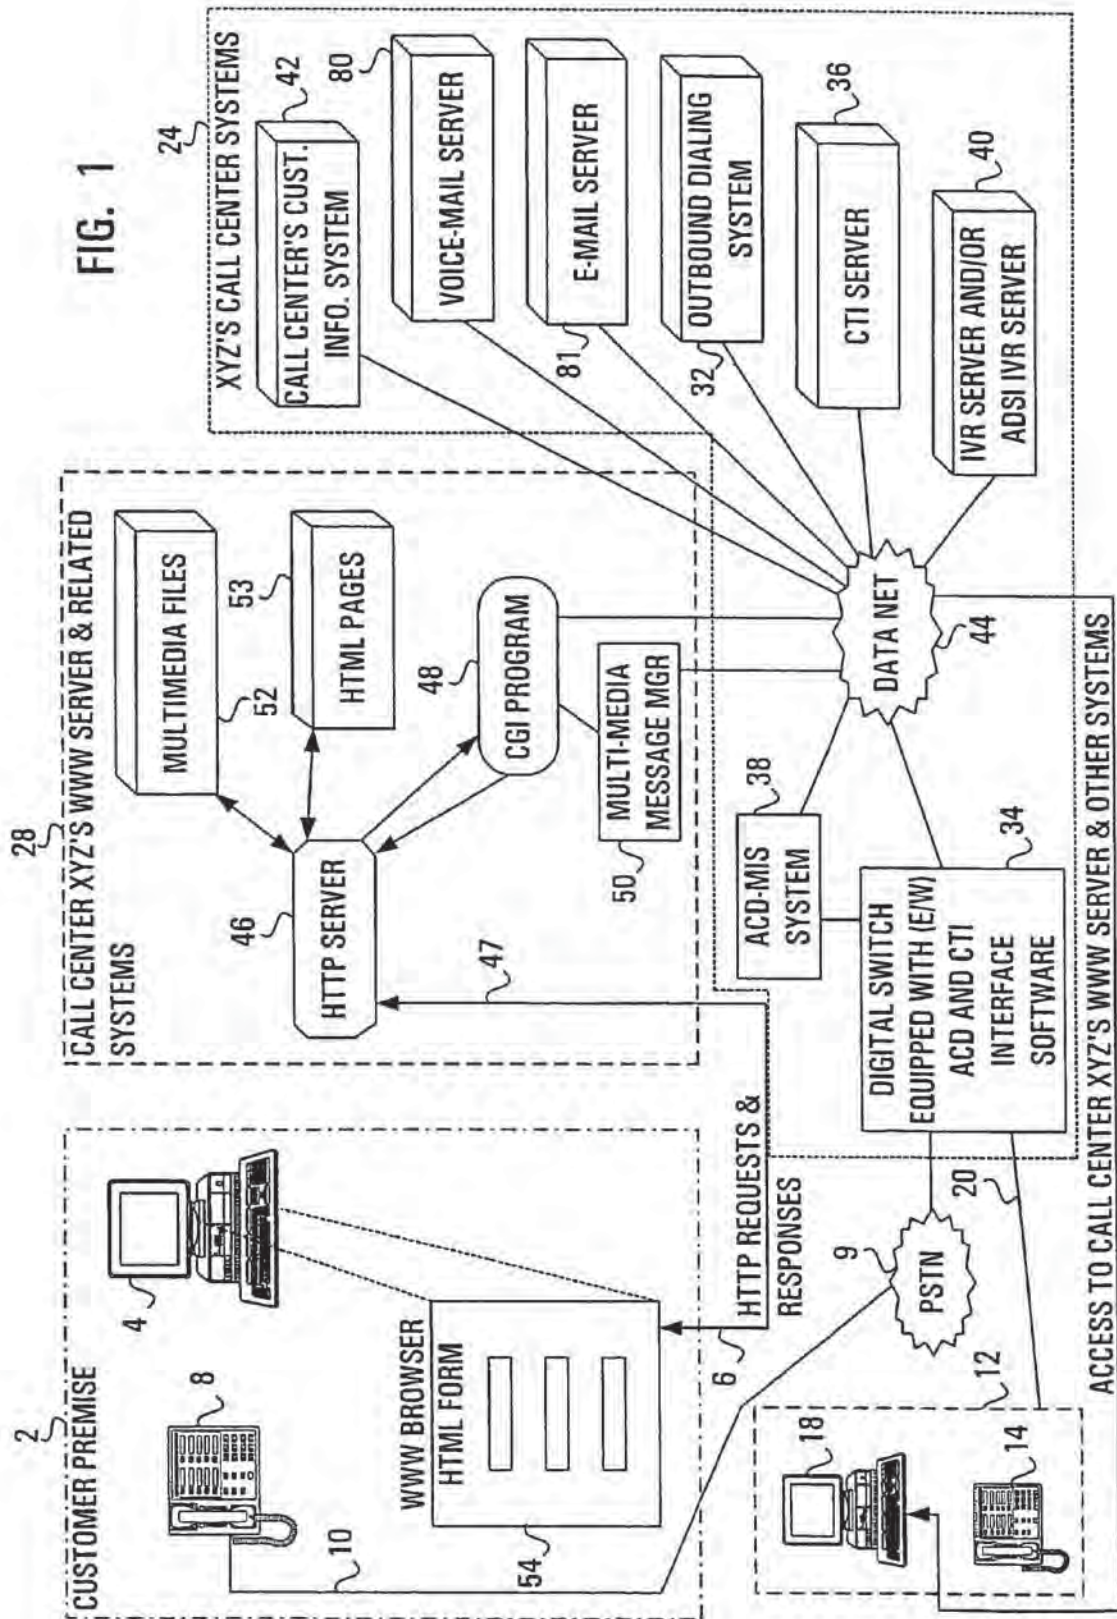 FIG. 1
2
CUSTOMER PREMISE
8
4
10
WWW BROWSER
HTML FORM
54
6
HTTP REQUESTS &
RESPONSES
28
CALL CENTER XYZ'S WWW SERVER & RELATED
SYSTEMS
46
HTTP SERVER
47
MULTIMEDIA FILES
52
53
HTML PAGES
48
CGI PROGRAM
MULTI-MEDIA
MESSAGE MGR
50
24
XYZ'S CALL CENTER SYSTEMS
42
CALL CENTER'S CUST.
INFO. SYSTEM
80
VOICE-MAIL SERVER
E-MAIL SERVER
81
OUTBOUND DIALING
SYSTEM
32
36
CTI SERVER
40
IVR SERVER AND/OR
ADSI IVR SERVER
DATA NET
44
ACD-MIS
SYSTEM
38
DIGITAL SWITCH
EQUIPPED WITH (E/W)
ACD AND CTI
INTERFACE
SOFTWARE
34
9
PSTN
20
12
18
14
ACCESS TO CALL CENTER XYZ'S WWW SERVER & OTHER SYSTEMS